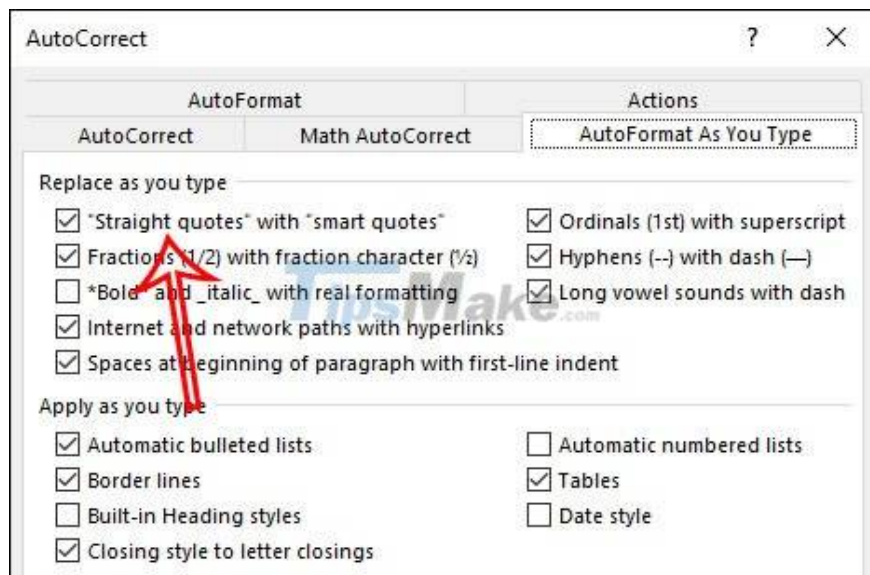 AutoCorrect ? X
AutoFormat Actions
AutoCorrect Math AutoCorrect AutoFormat As You Type
Replace as you type
"Straight quotes" with "smart quotes" Ordinals (1st) with superscript
Fractions (1/2) with fraction character (½) Hyphens (--) with dash (—)
*Bold* and _italic_ with real formatting Long vowel sounds with dash
TipsMake.com
Internet and network paths with hyperlinks
Spaces at beginning of paragraph with first-line indent
Apply as you type
Automatic bulleted lists Automatic numbered lists
Border lines Tables
Built-in Heading styles Date style
Closing style to letter closings